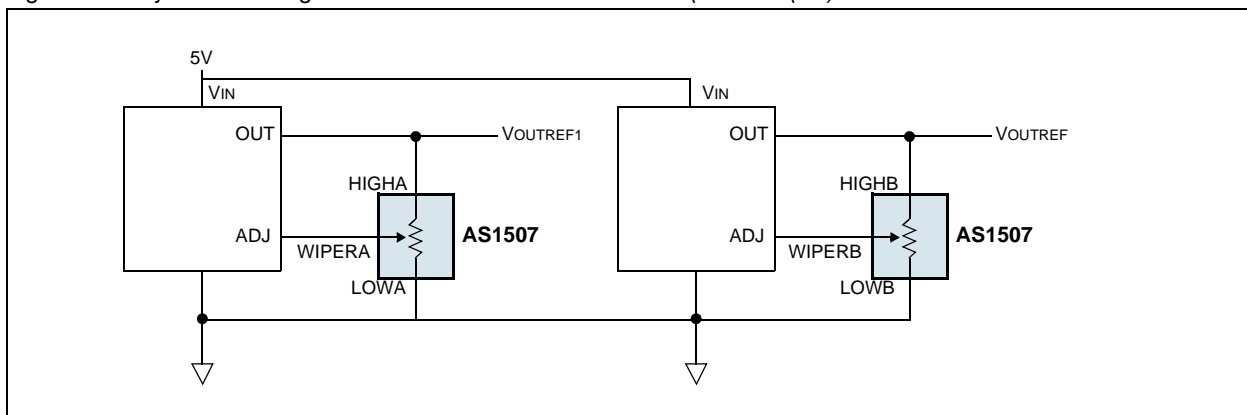 5V
VIN
VIN
OUT
VOUTREF1
OUT
VOUTREF
HIGHA
HIGHB
ADJ
WIPERA
AS1507
ADJ
WIPERB
AS1507
LOWA
LOWB